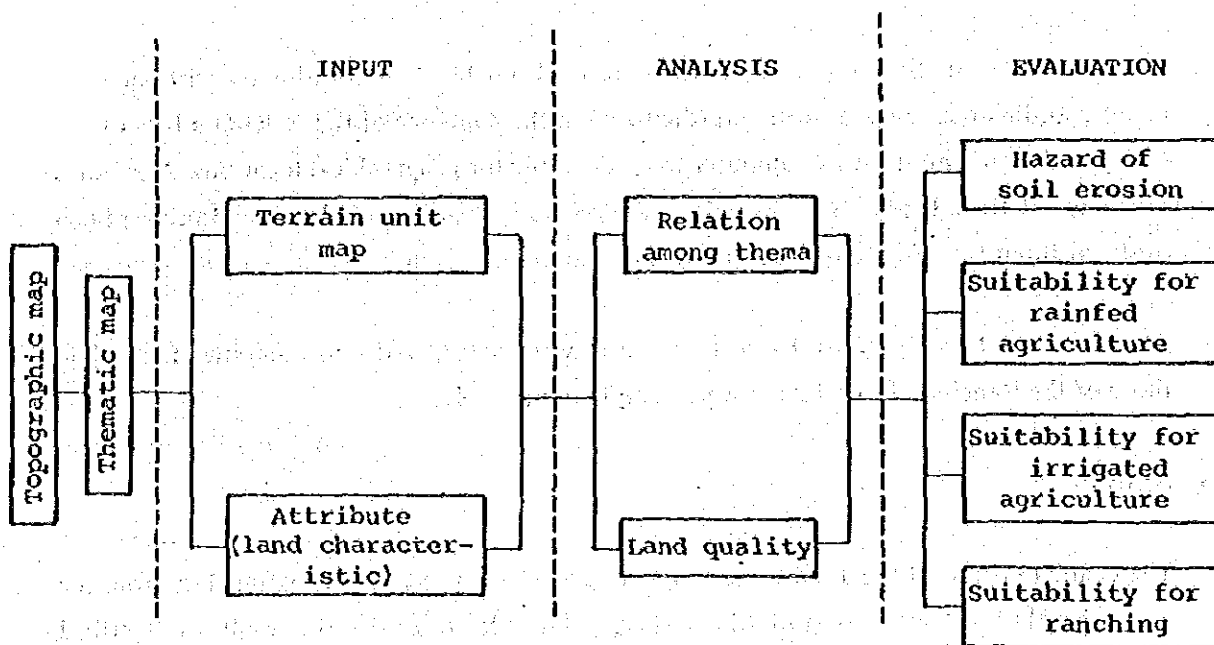 INPUT
ANALYSIS
EVALUATION
Topographic map
Thematic map
Terrain unit
map
Attribute
(land character-
istic)
Relation
among thema
Land quality
Hazard of
soil erosion
Suitability for
rainfed
agriculture
Suitability for
irrigated
agriculture
Suitability for
ranching